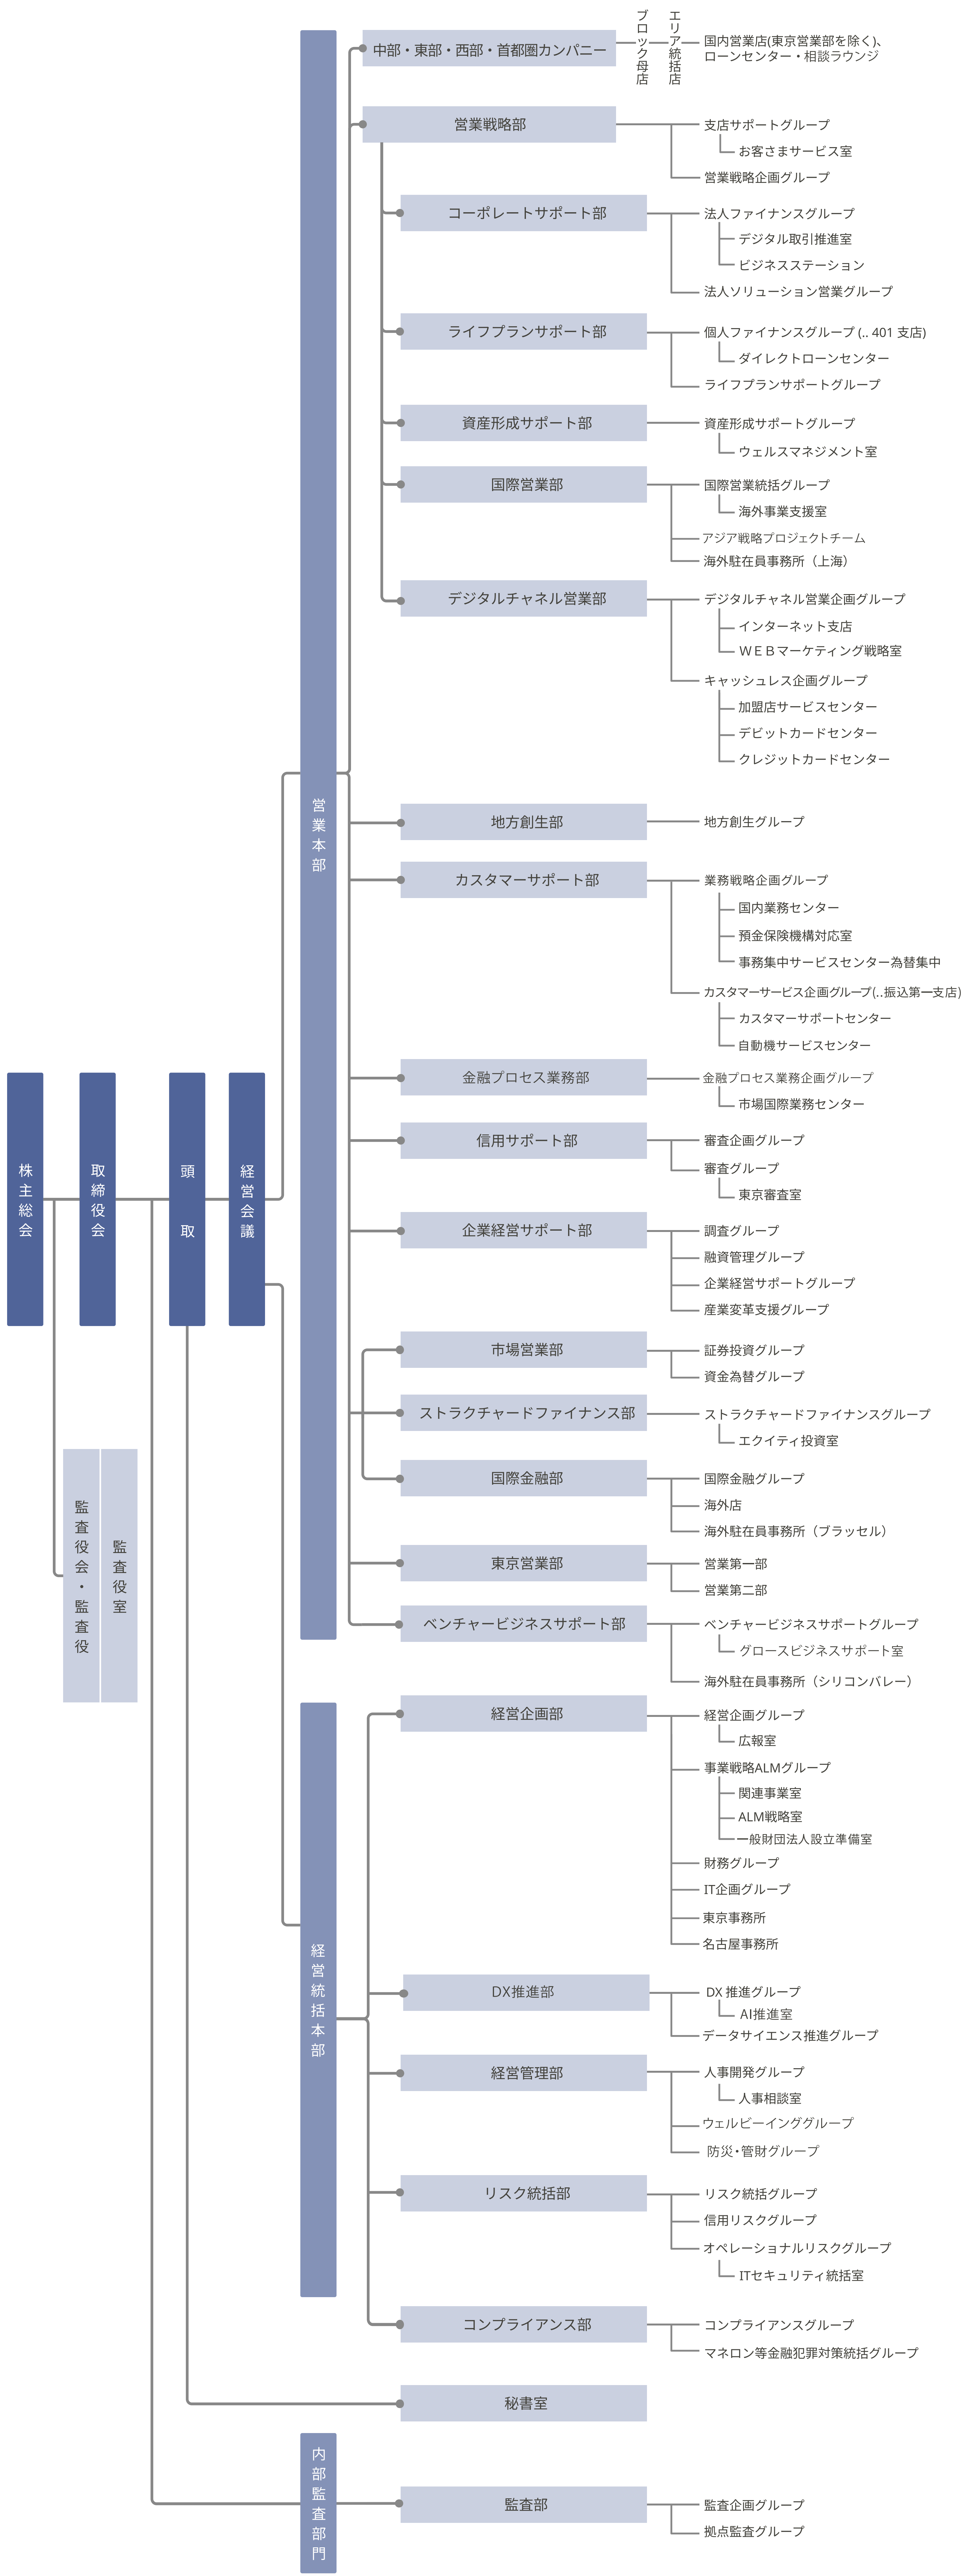 株主総会
取締役会
頭取
経営会議
監査役会・監査役
監査役室
営業本部
中部・東部・西部・首都圏カンパニー
ブロック母店
エリア統括店
国内営業店(東京営業部を除く)、
ローンセンター・相談ラウンジ
営業戦略部
支店サポートグループ
お客さまサービス室
営業戦略企画グループ
コーポレートサポート部
法人ファイナンスグループ
デジタル取引推進室
ビジネスステーション
法人ソリューション営業グループ
ライフプランサポート部
個人ファイナンスグループ (‥ 401 支店)
ダイレクトローンセンター
ライフプランサポートグループ
資産形成サポート部
資産形成サポートグループ
ウェルスマネジメント室
国際営業部
国際営業統括グループ
海外事業支援室
アジア戦略プロジェクトチーム
海外駐在員事務所（上海）
デジタルチャネル営業部
デジタルチャネル営業企画グループ
インターネット支店
ＷＥＢマーケティング戦略室
キャッシュレス企画グループ
加盟店サービスセンター
デビットカードセンター
クレジットカードセンター
地方創生部
地方創生グループ
カスタマーサポート部
業務戦略企画グループ
国内業務センター
預金保険機構対応室
事務集中サービスセンター為替集中
カスタマーサービス企画グループ(‥振込第一支店)
カスタマーサポートセンター
自動機サービスセンター
金融プロセス業務部
金融プロセス業務企画グループ
市場国際業務センター
信用サポート部
審査企画グループ
審査グループ
東京審査室
企業経営サポート部
調査グループ
融資管理グループ
企業経営サポートグループ
産業変革支援グループ
市場営業部
証券投資グループ
資金為替グループ
ストラクチャードファイナンス部
ストラクチャードファイナンスグループ
エクイティ投資室
国際金融部
国際金融グループ
海外店
海外駐在員事務所（ブラッセル）
東京営業部
営業第一部
営業第二部
ベンチャービジネスサポート部
ベンチャービジネスサポートグループ
グロースビジネスサポート室
海外駐在員事務所（シリコンバレー）
経営統括本部
経営企画部
経営企画グループ
広報室
事業戦略ALMグループ
関連事業室
ALM戦略室
一般財団法人設立準備室
財務グループ
IT企画グループ
東京事務所
名古屋事務所
DX推進部
DX 推進グループ
AI推進室
データサイエンス推進グループ
経営管理部
人事開発グループ
人事相談室
ウェルビーインググループ
防災・管財グループ
リスク統括部
リスク統括グループ
信用リスクグループ
オペレーショナルリスクグループ
ITセキュリティ統括室
コンプライアンス部
コンプライアンスグループ
マネロン等金融犯罪対策統括グループ
秘書室
内部監査部門
監査部
監査企画グループ
拠点監査グループ